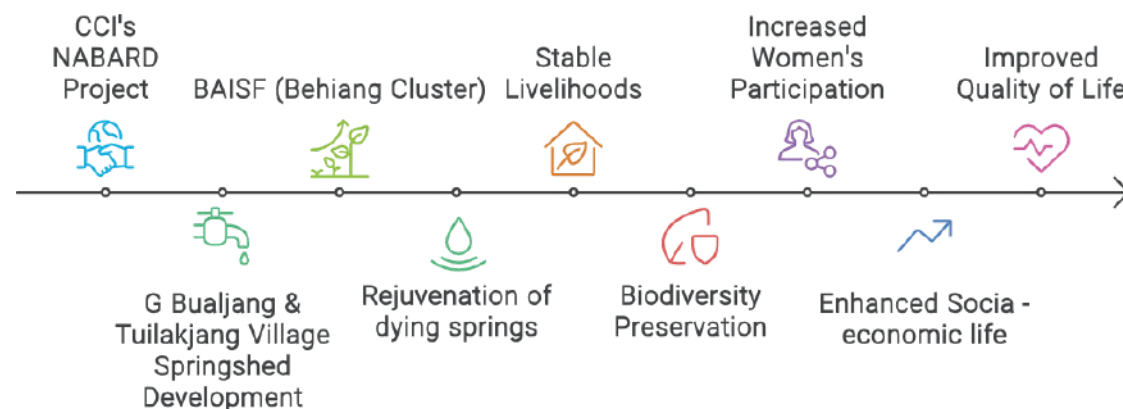 CCI's
NABARD
Project
G Bualjang &
Tuilakjang Village
Springshed
Development
BAISF (Behiang Cluster)
Rejuvenation of
dying springs
Stable
Livelihoods
Biodiversity
Preservation
Increased
Women's
Participation
Enhanced Socia -
economic life
Improved
Quality of Life